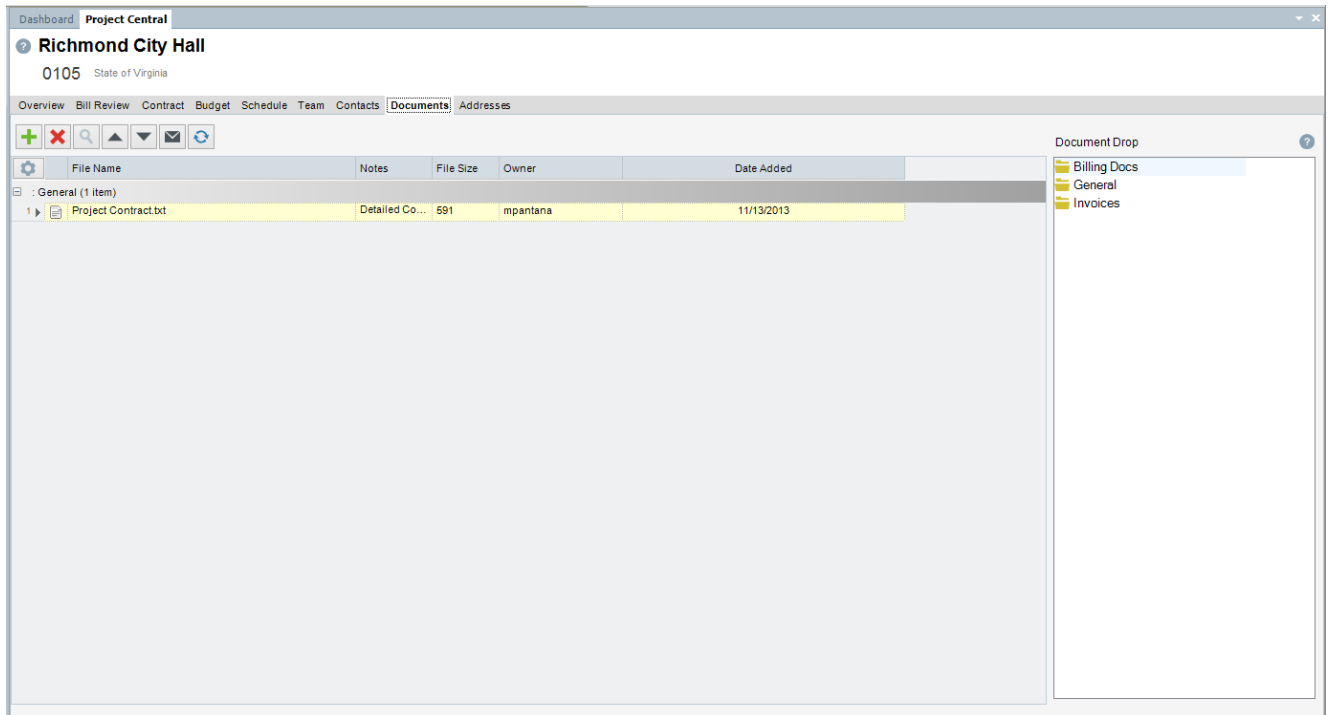 Dashboard Project Central
Richmond City Hall
0105 State of Virginia
Overview Bill Review Contract Budget Schedule Team Contacts Documents Addresses
Document Drop
File Name Notes File Size Owner Date Added
: General (1 item)
1 Project Contract.txt Detailed Co... 591 mpantana 11/13/2013
Billing Docs
General
Invoices